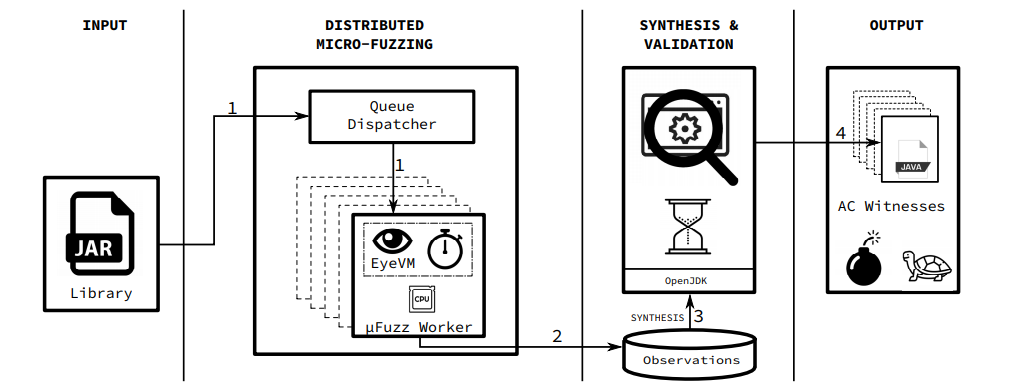 INPUT
DISTRIBUTED
MICRO-FUZZING
SYNTHESIS &
VALIDATION
OUTPUT
1
Queue
Dispatcher
1
JAR
Library
EyeVM
CPU
μFuzz Worker
2
OpenJDK
SYNTHESIS
3
Observations
4
JAVA
AC Witnesses